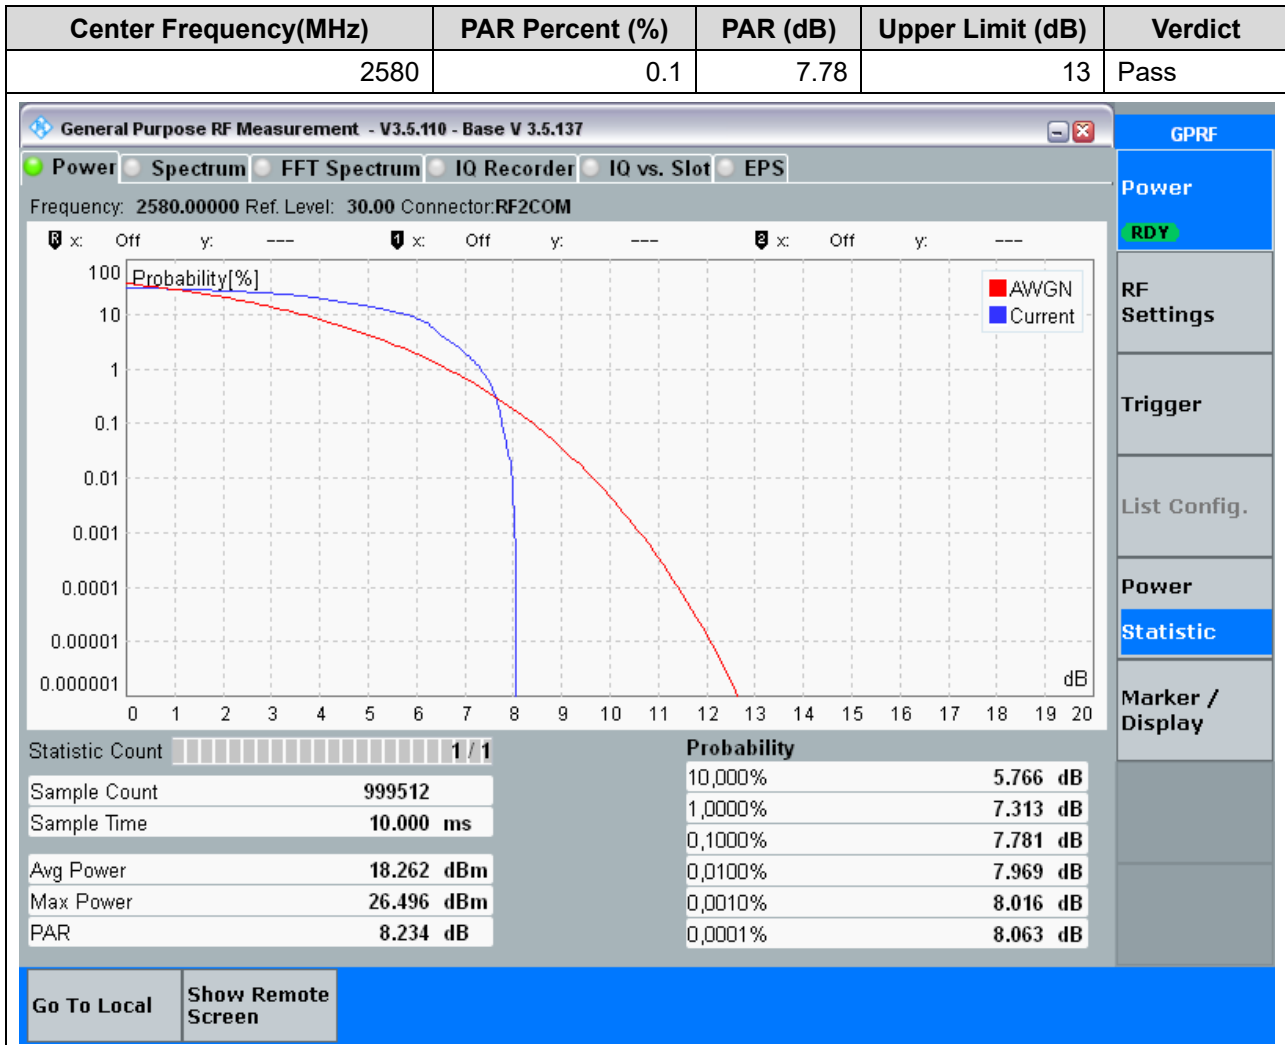 Center Frequency(MHz) PAR Percent (%) PAR (dB) Upper Limit (dB) Verdict
2580 0.1 7.78 13 Pass
General Purpose RF Measurement - V3.5.110 - Base V 3.5.137
GPRF
Power Spectrum FFT Spectrum IQ Recorder IQ vs. Slot EPS
Frequency: 2580.00000 Ref. Level: 30.00 Connector:RF2COM
R x: Off y: --- 1 x: Off y: --- 2 x: Off y: ---
Probability[%]
AWGN
Current
100
10
1
0.1
0.01
0.001
0.0001
0.00001
0.000001
dB
0 1 2 3 4 5 6 7 8 9 10 11 12 13 14 15 16 17 18 19 20
Statistic Count 1 / 1
Sample Count 999512
Sample Time 10.000 ms
Avg Power 18.262 dBm
Max Power 26.496 dBm
PAR 8.234 dB
Probability
10,000% 5.766 dB
1,0000% 7.313 dB
0,1000% 7.781 dB
0,0100% 7.969 dB
0,0010% 8.016 dB
0,0001% 8.063 dB
Power
RDY
RF
Settings
Trigger
List Config.
Power
Statistic
Marker /
Display
Go To Local
Show Remote
Screen